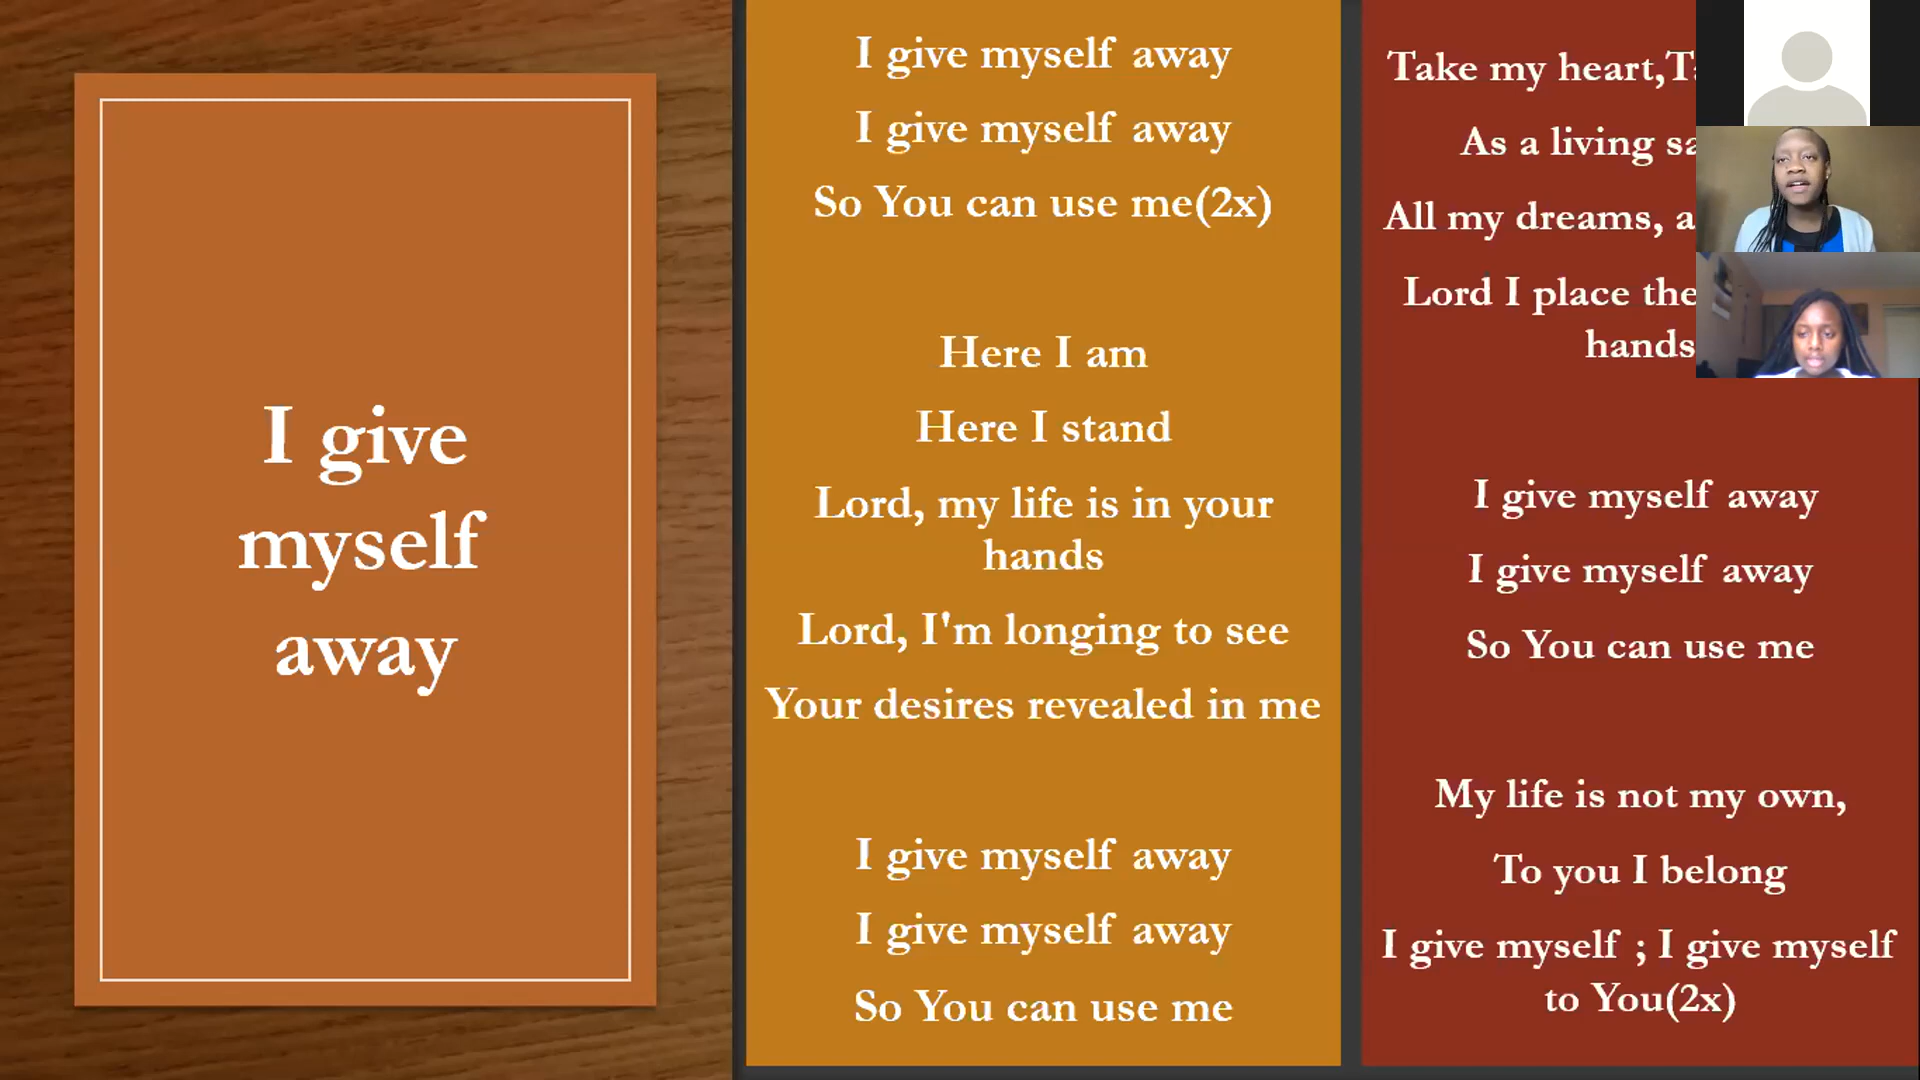 I give
myself
away
I give myself away
I give myself away
So You can use me(2x)
Here I am
Here I stand
Lord, my life is in your
hands
Lord, I'm longing to see
Your desires revealed in me
I give myself away
I give myself away
So You can use me
Take my heart,
As a living
All my dreams,
Lord I place
hands
I give myself away
I give myself away
So You can use me
My life is not my own,
To you I belong
I give myself ; I give myself
to You(2x)